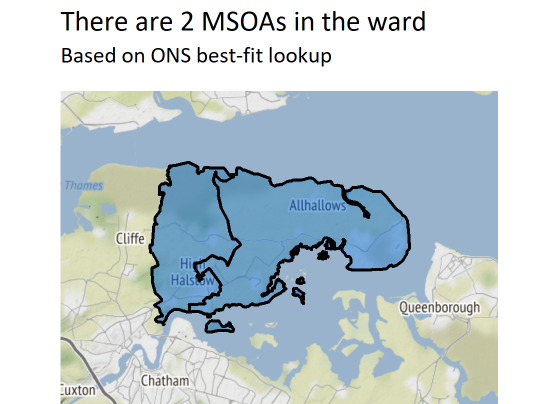 There are 2 MSOAs in the ward
Based on ONS best-fit lookup
Thames
Allhallows
Cliffe
High
Halstow
Queenborough
Chatham
Cuxton